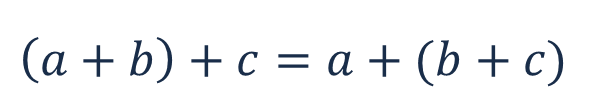 (a + b) + c = a + (b + c)